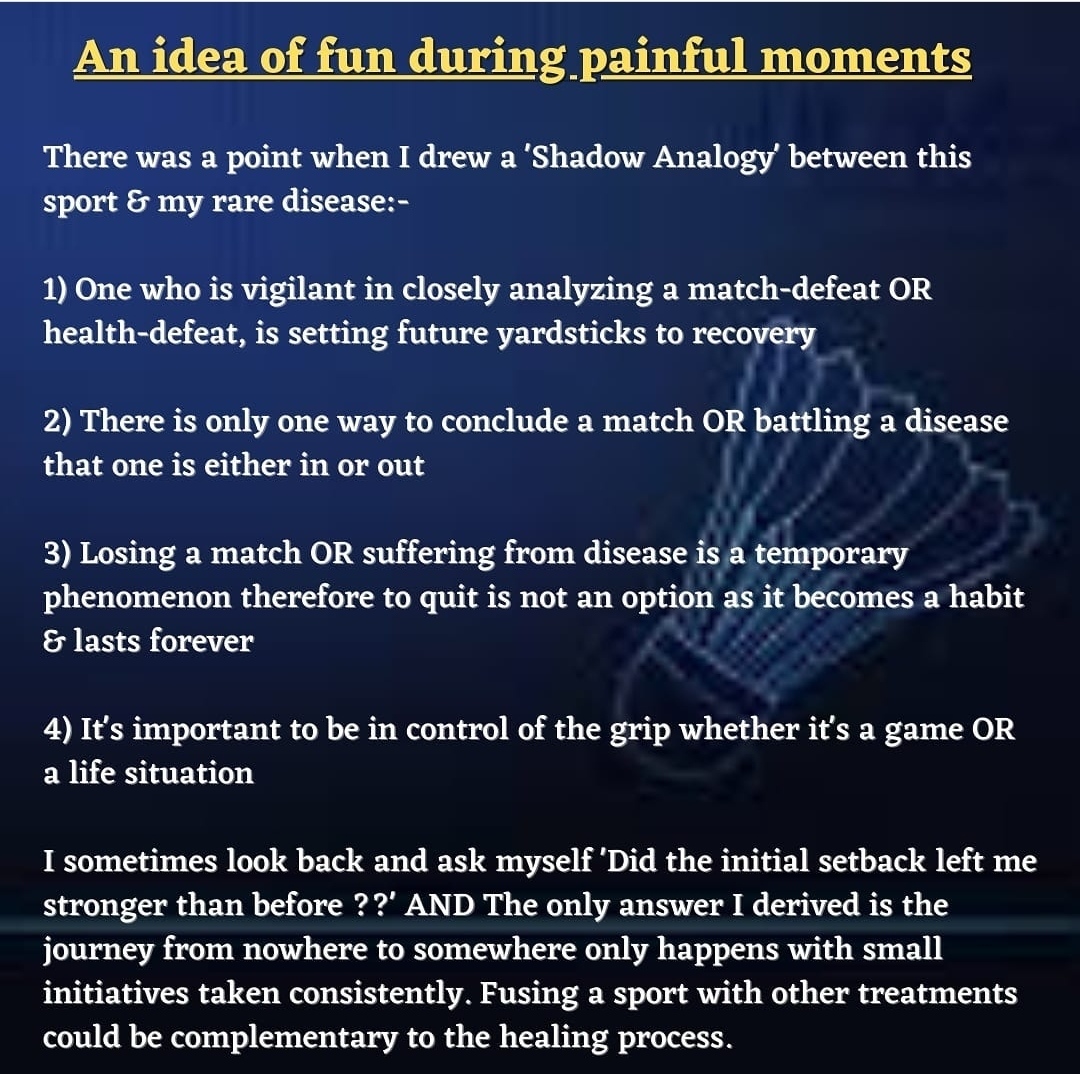 An idea of fun during painful moments
There was a point when I drew a 'Shadow Analogy' between this
sport & my rare disease:-
1) One who is vigilant in closely analyzing a match-defeat OR
health-defeat, is setting future yardsticks to recovery
2) There is only one way to conclude a match OR battling a disease
that one is either in or out
3) Losing a match OR suffering from disease is a temporary
phenomenon therefore to quit is not an option as it becomes a habit
& lasts forever
4) It's important to be in control of the grip whether it's a game OR
a life situation
I sometimes look back and ask myself 'Did the initial setback left me
stronger than before ??' AND The only answer I derived is the
journey from nowhere to somewhere only happens with small
initiatives taken consistently. Fusing a sport with other treatments
could be complementary to the healing process.